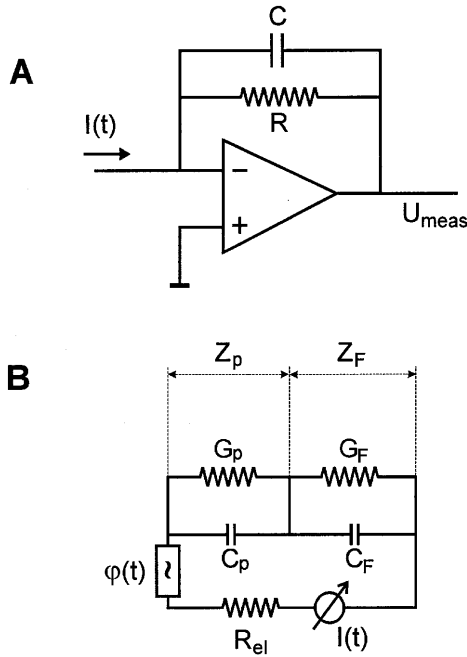 A
C
R
I(t)
−
+
U_meas
B
Z_p Z_F
G_p G_F
C_p C_F
φ(t)
~
R_el I(t)